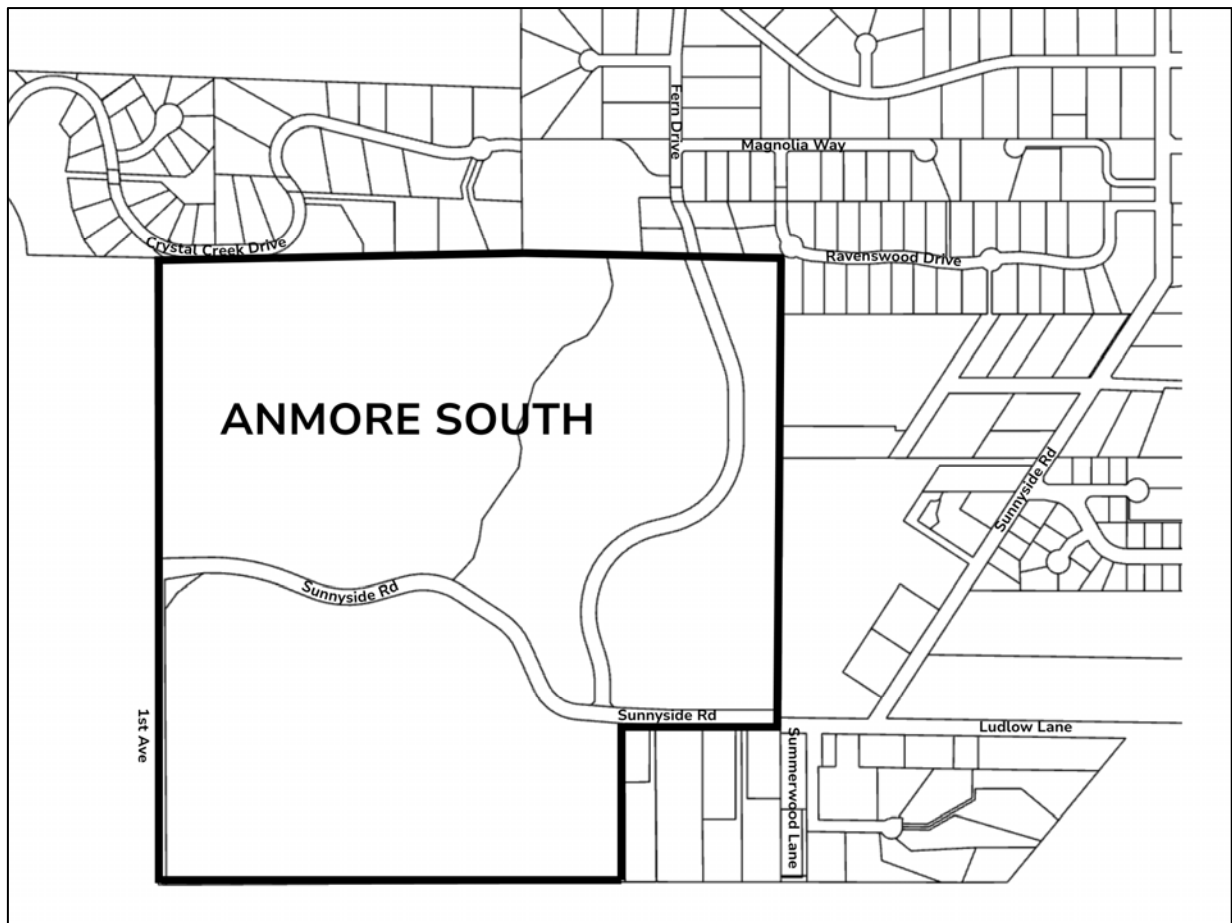 Fern Drive
Magnolia Way
Crystal Creek Drive
Ravenswood Drive
ANMORE SOUTH
Sunnyside Rd
Sunnyside Rd
1st Ave
Sunnyside Rd
Ludlow Lane
Summerwood Lane